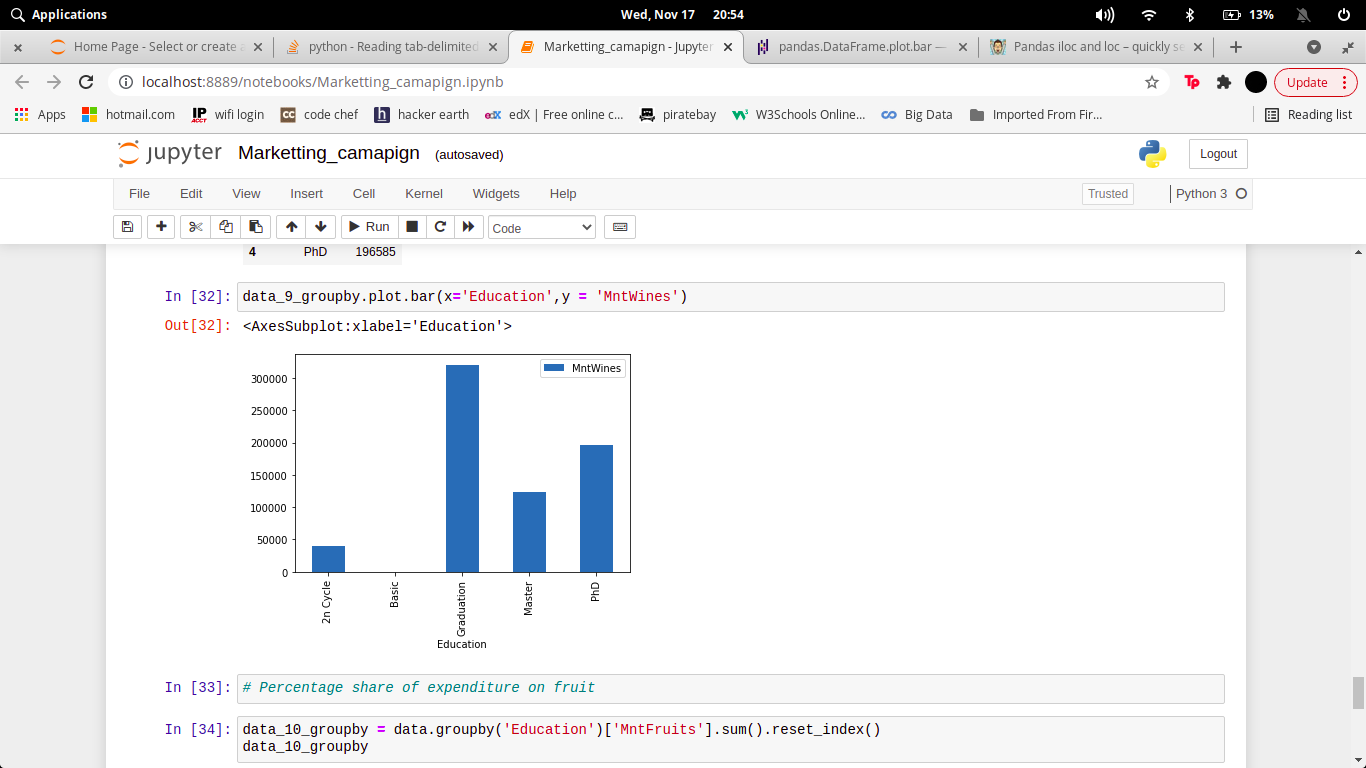 Applications
Wed, Nov 17 20:54
13%
Home Page - Select or create a
python - Reading tab-delimited
Marketting_camapign - Jupyter
pandas.DataFrame.plot.bar —
Pandas iloc and loc – quickly se
localhost:8889/notebooks/Marketting_camapign.ipynb
Tp
Update
Apps
hotmail.com
IP ACCT wifi login
CC code chef
h hacker earth
edX edX | Free online c...
piratebay
W3Schools Online...
Big Data
Imported From Fir...
Reading list
jupyter Marketting_camapign (autosaved)
Logout
File Edit View Insert Cell Kernel Widgets Help
Trusted
Python 3
Run
Code
4 PhD 196585
In [32]: data_9_groupby.plot.bar(x='Education',y = 'MntWines')
Out[32]: <AxesSubplot:xlabel='Education'>
MntWines
300000
250000
200000
150000
100000
50000
0
2n Cycle
Basic
Graduation
Master
PhD
Education
In [33]: # Percentage share of expenditure on fruit
In [34]: data_10_groupby = data.groupby('Education')['MntFruits'].sum().reset_index()
data_10_groupby